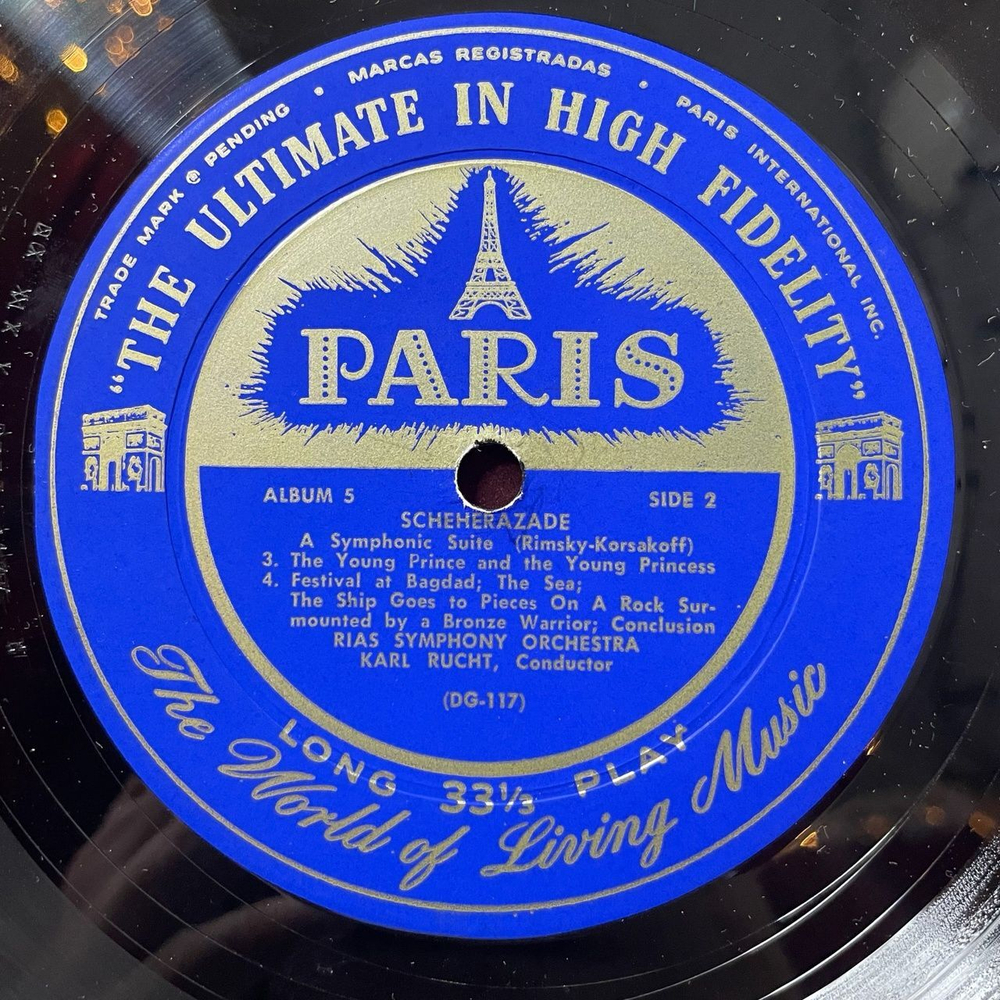 TRADE MARK ® PENDING • MARCAS REGISTRADAS • PARIS INTERNATIONAL INC.
"THE ULTIMATE IN HIGH FIDELITY"
PARIS
ALBUM 5 SIDE 2
SCHEHERAZADE
A Symphonic Suite (Rimsky-Korsakoff)
3. The Young Prince and the Young Princess
4. Festival at Bagdad; The Sea;
The Ship Goes to Pieces On A Rock Sur-
mounted by a Bronze Warrior; Conclusion
RIAS SYMPHONY ORCHESTRA
KARL RUCHT, Conductor
(DG-117)
LONG 33⅓ PLAY
The World of Living Music